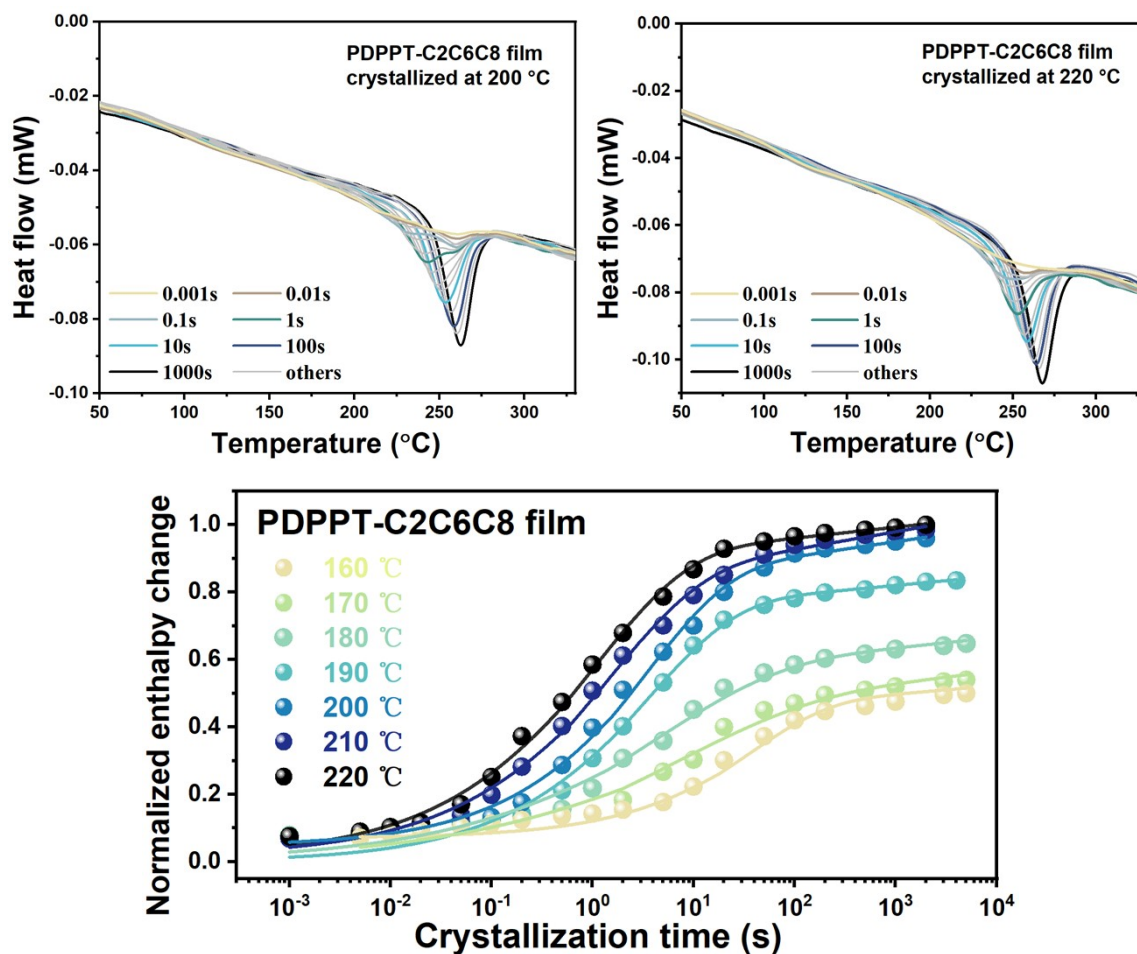 0.00
-0.02
-0.04
-0.06
-0.08
-0.10
Heat flow (mW)
PDPPT-C2C6C8 film
crystallized at 200 °C
0.001s 0.01s
0.1s 1s
10s 100s
1000s others
50 100 150 200 250 300
Temperature (°C)
0.00
-0.02
-0.04
-0.06
-0.08
-0.10
Heat flow (mW)
PDPPT-C2C6C8 film
crystallized at 220 °C
0.001s 0.01s
0.1s 1s
10s 100s
1000s others
50 100 150 200 250 300
Temperature (°C)
1.0
0.8
0.6
0.4
0.2
0.0
Normalized enthalpy change
PDPPT-C2C6C8 film
160 ℃
170 ℃
180 ℃
190 ℃
200 ℃
210 ℃
220 ℃
10⁻³ 10⁻² 10⁻¹ 10⁰ 10¹ 10² 10³ 10⁴
Crystallization time (s)